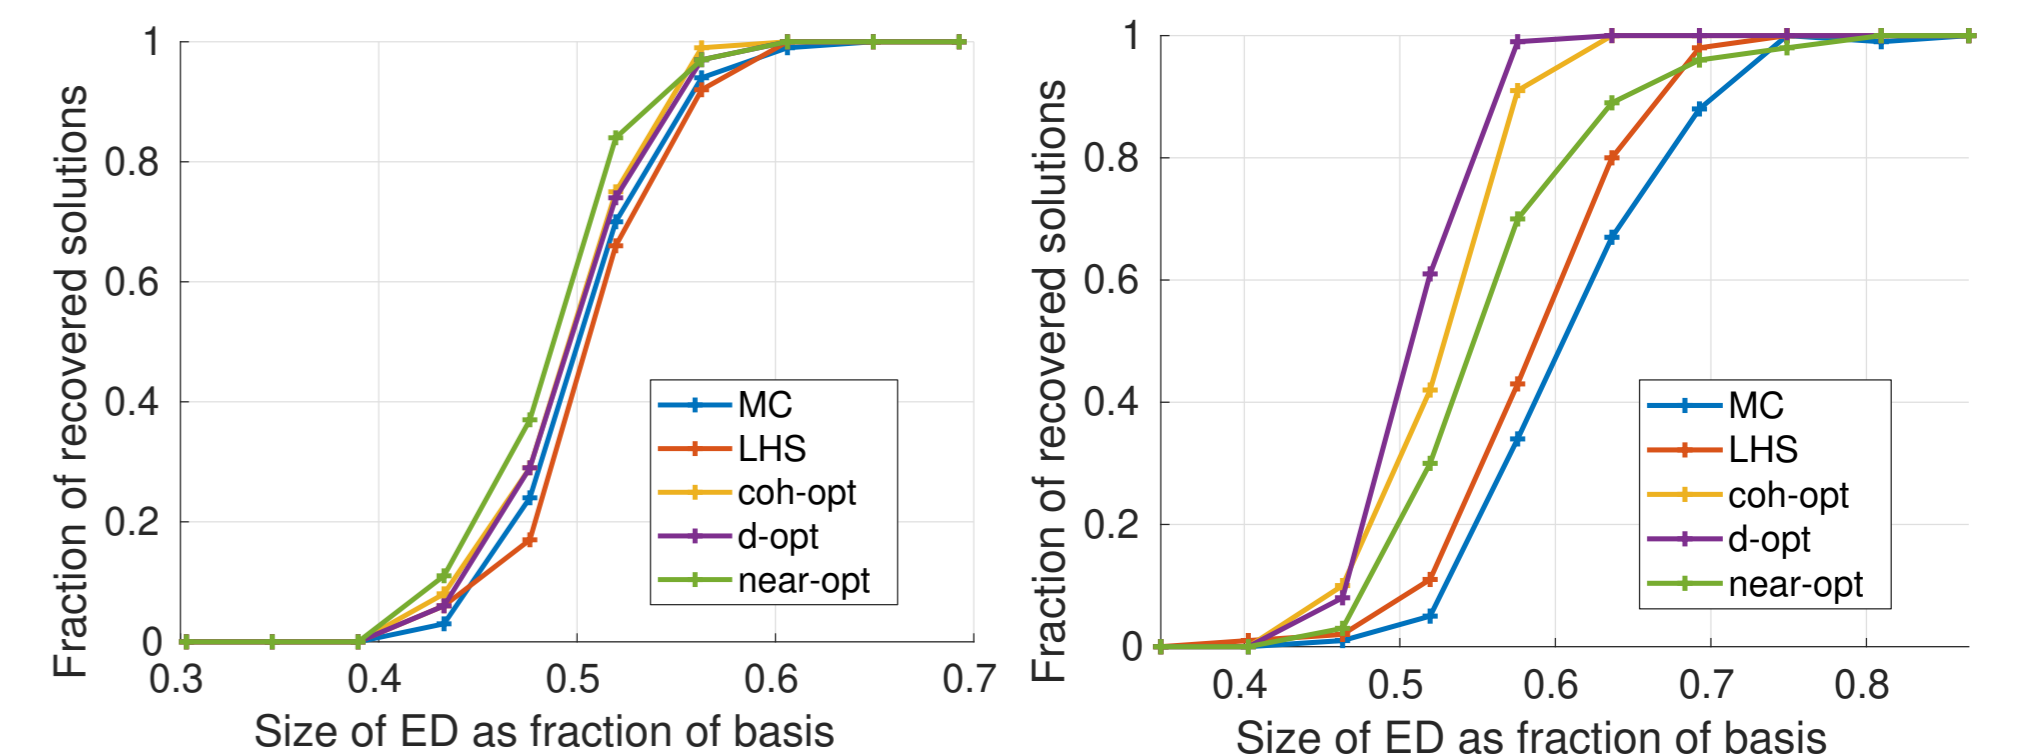 Fraction of recovered solutions
1
0.8
0.6
0.4
0.2
0
0.3 0.4 0.5 0.6 0.7
Size of ED as fraction of basis
MC
LHS
coh-opt
d-opt
near-opt
Fraction of recovered solutions
1
0.8
0.6
0.4
0.2
0
0.4 0.5 0.6 0.7 0.8
Size of ED as fraction of basis
MC
LHS
coh-opt
d-opt
near-opt